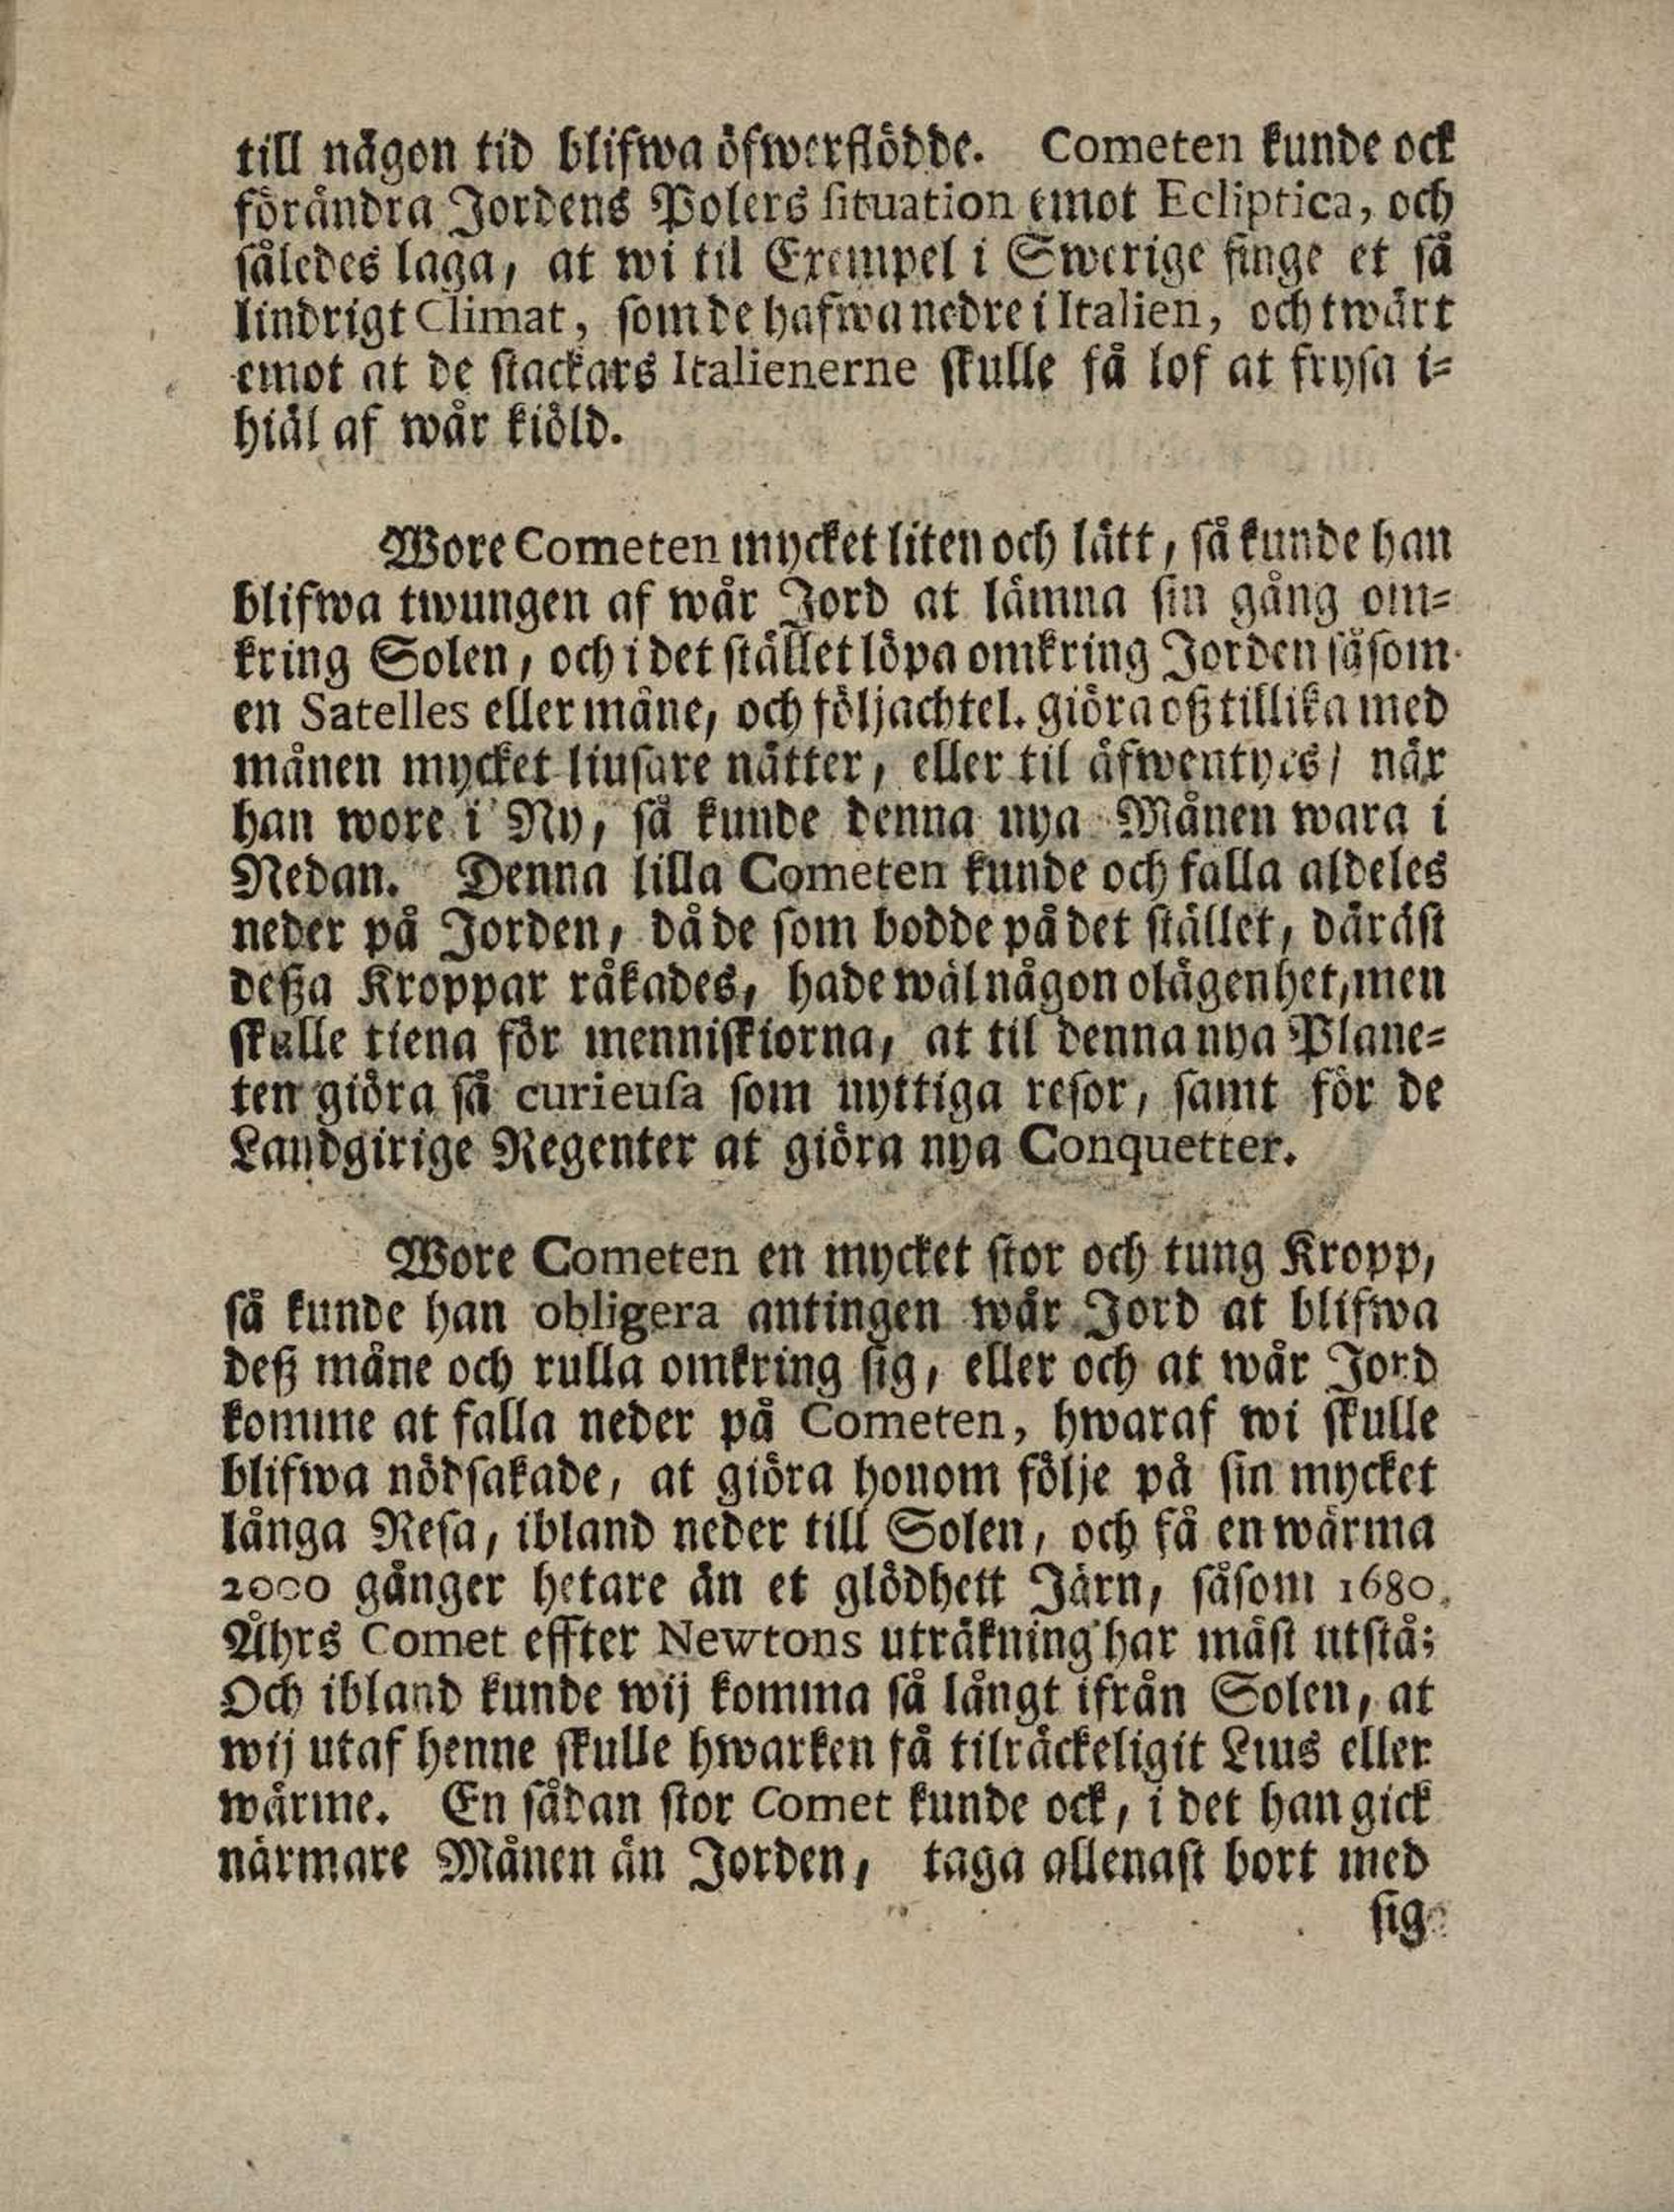 till någon tid blifwa öfwerflödde. Cometen kunde ock
förändra Jordens Polers situation emot Ecliptica, och
således laga, at wi til Exempel i Swerige finge et så
lindrigt Climat, som de hafwa nedre i Italien, och twärt
emot at de stackars Italienerne skulle få lof at frysa i-
hiäl af wår kiöld.
Wore Cometen mycket liten och lätt, så kunde han
blifwa twungen af wår Jord at lämna sin gång om-
kring Solen, och i det stället löpa omkring Jorden såsom
en Satelles eller måne, och följachtel. giöra oß tillika med
månen mycket liusare nätter, eller til äfwentyrs, när
han wore i Ny, så kunde denna nya Månen wara i
Nedan. Denna lilla Cometen kunde och falla aldeles
neder på Jorden, då de som bodde på det stället, däräst
deßa Kroppar råkades, hade wäl någon olägenhet, men
skulle tiena för menniskiorna, at til denna nya Plane-
ten giöra så curieusa som nyttiga resor, samt för de
Landgirige Regenter at giöra nya Conquetter.
Wore Cometen en mycket stor och tung Kropp,
så kunde han obligera antingen wår Jord at blifwa
deß måne och rulla omkring sig, eller och at wår Jord
komme at falla neder på Cometen, hwaraf wi skulle
blifwa nödsakade, at giöra honom följe på sin mycket
långa Resa, ibland neder till Solen, och få en wärma
2000 gånger hetare än et glödhett Järn, såsom 1680.
Åhrs Comet effter Newtons uträkning har mäst utstå;
Och ibland kunde wij komma så långt ifrån Solen, at
wij utaf henne skulle hwarken få tilräckeligit Lius eller
wärme. En sådan stor Comet kunde ock, i det han gick
närmare Månen än Jorden, taga allenast bort med
sig